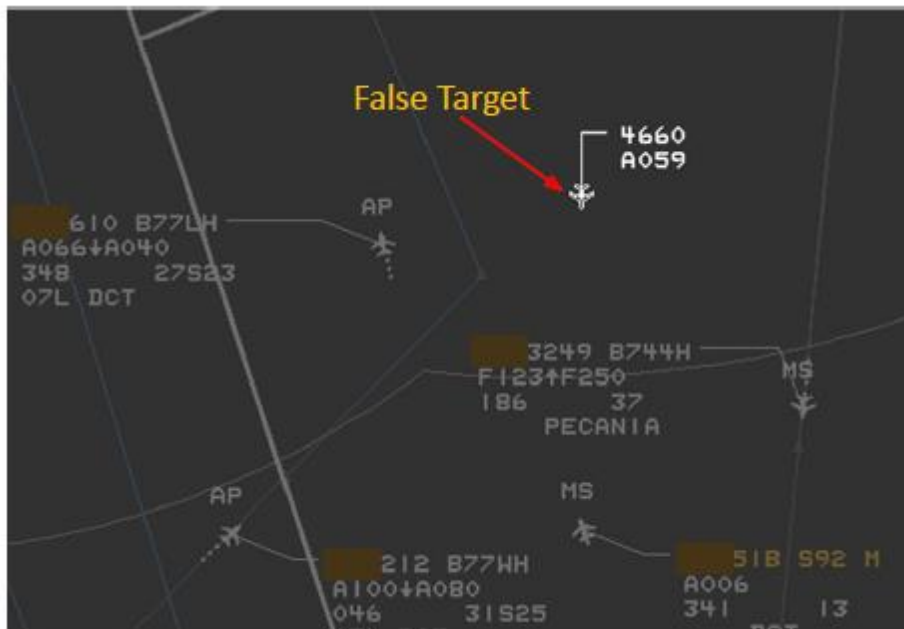 False Target
4660
A059
AP
610 B77LH
A066↓A040
348 27S23
07L DCT
3249 B744H
F123↑F250
186 37
PECANIA
MS
AP
212 B77WH
A100↓A080
046 31S25
MS
51B S92 M
A006
341 13